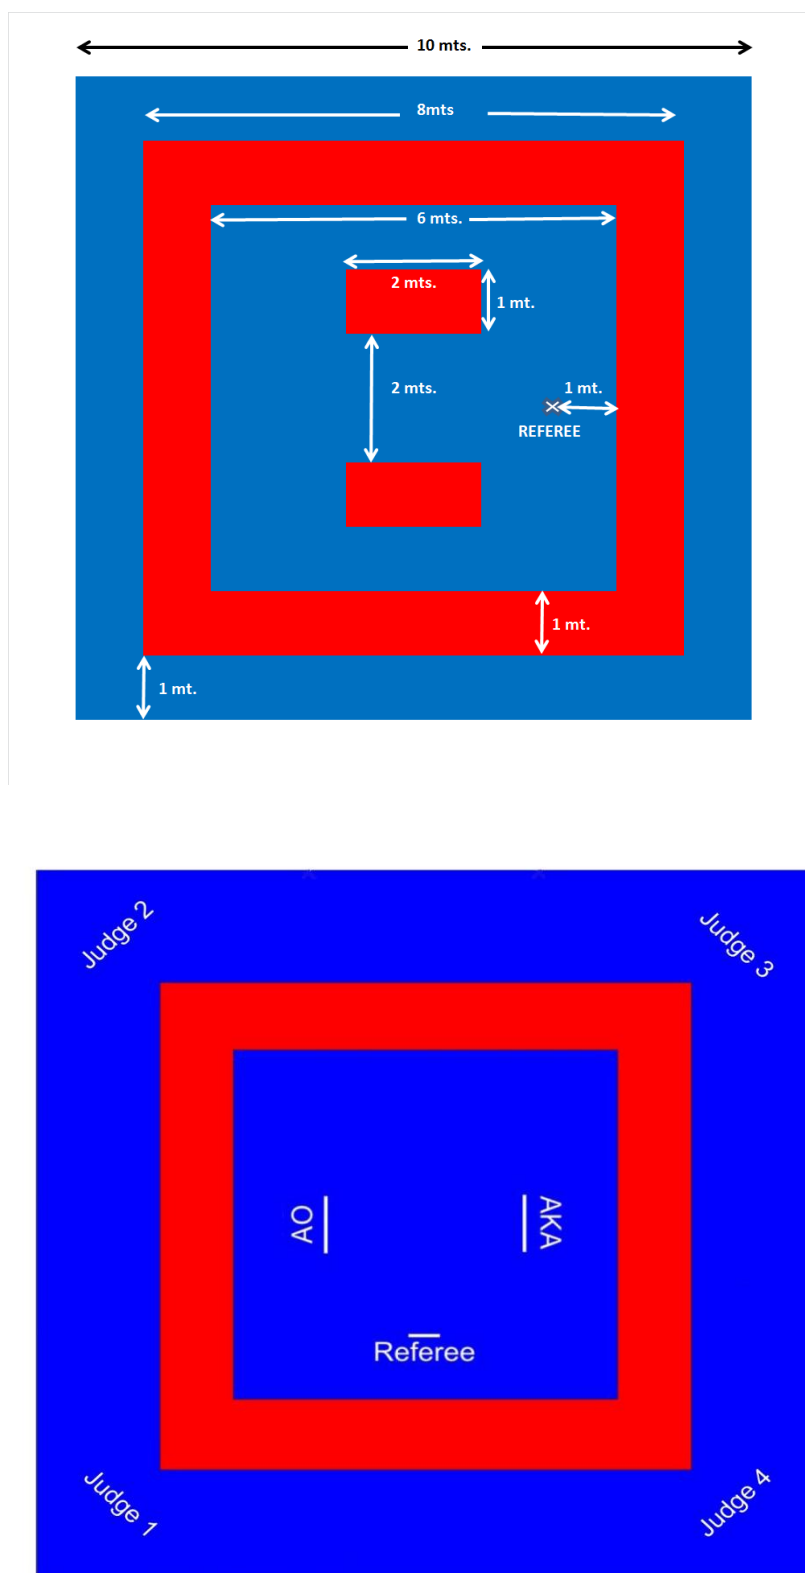 10 mts.
8mts
6 mts.
2 mts.
1 mt.
2 mts.
1 mt.
REFEREE
1 mt.
1 mt.
Judge 2
Judge 3
AO
AKA
Referee
Judge 1
Judge 4